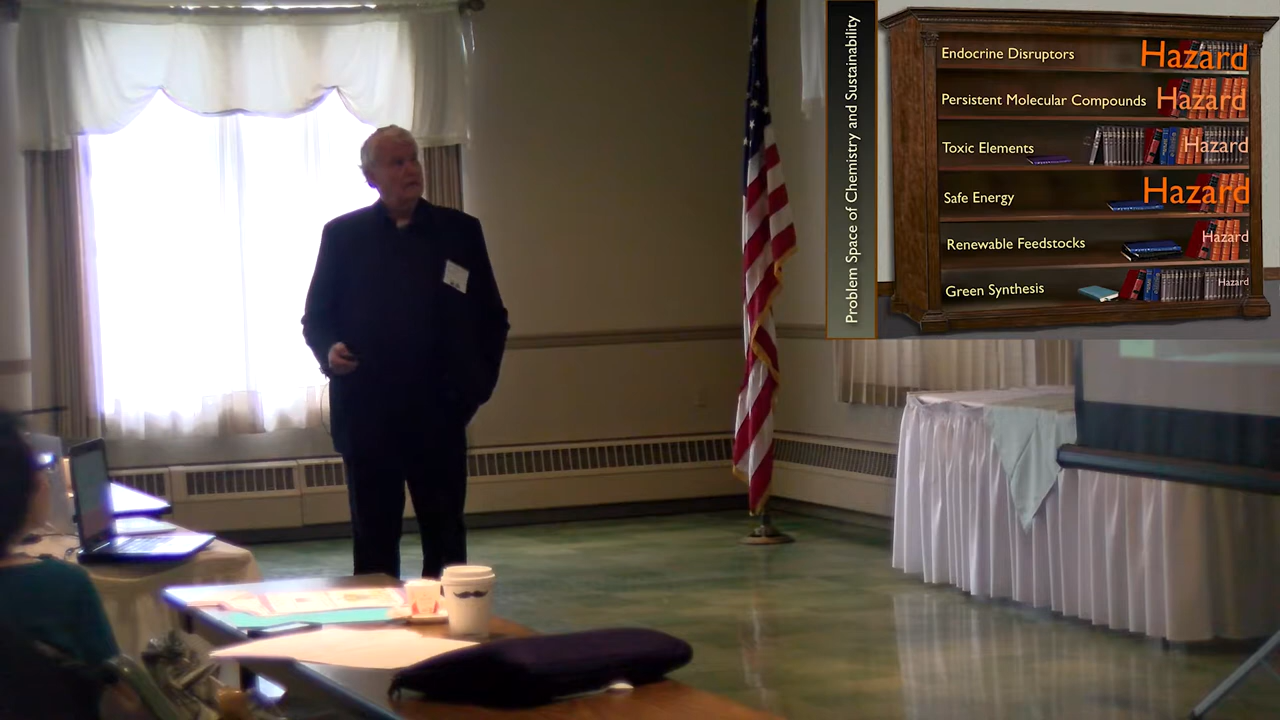 Problem Space of Chemistry and Sustainability
Endocrine Disruptors Hazard
Persistent Molecular Compounds Hazard
Toxic Elements Hazard
Safe Energy Hazard
Renewable Feedstocks Hazard
Green Synthesis Hazard